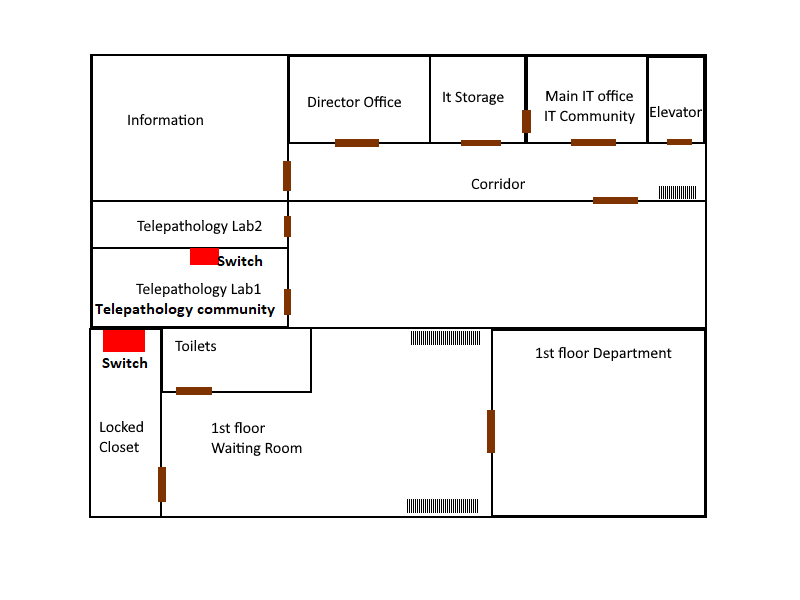 Information
Director Office
It Storage
Main IT office
IT Community
Elevator
Corridor
Telepathology Lab2
Switch
Telepathology Lab1
Telepathology community
Switch
Toilets
1st floor Department
Locked
Closet
1st floor
Waiting Room